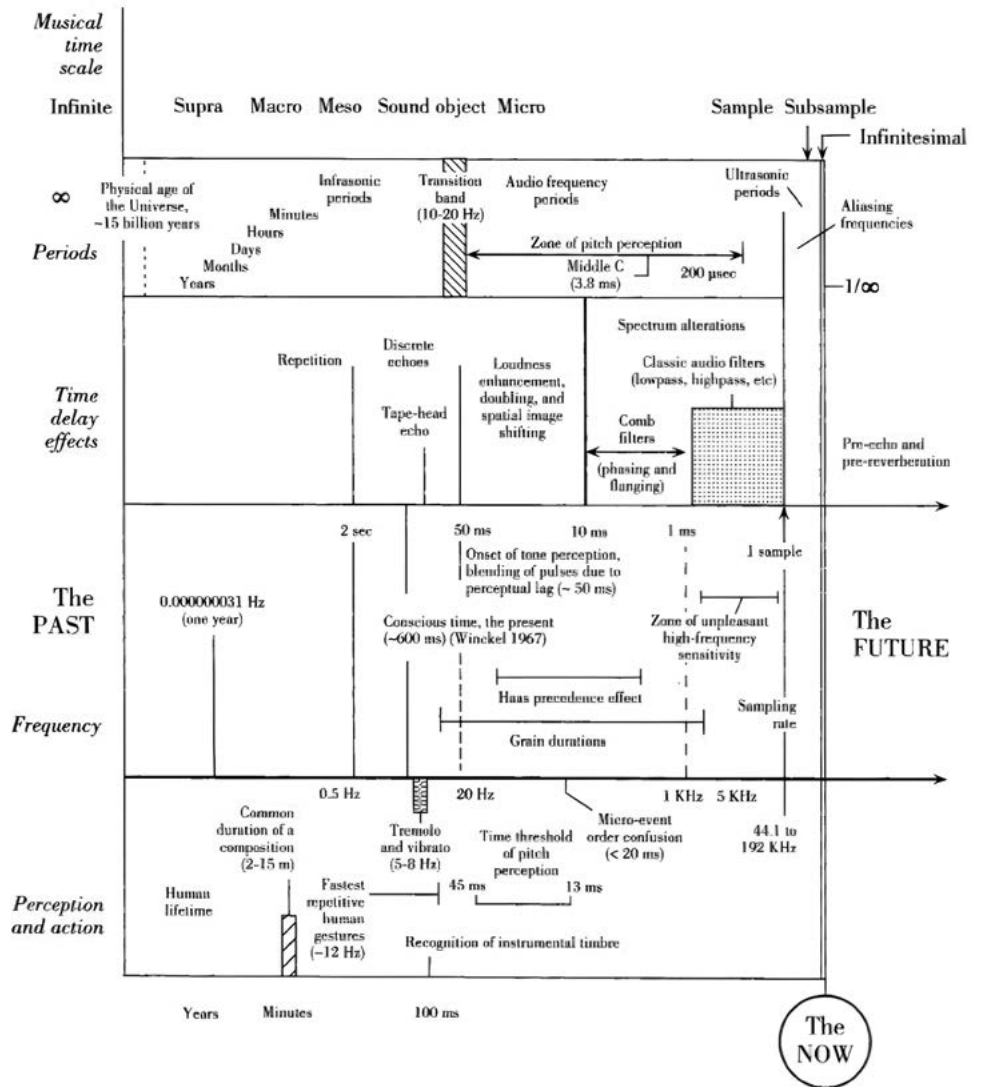 Musical
time
scale
Infinite Supra Macro Meso Sound object Micro Sample Subsample
Infinitesimal
∞
Periods
Physical age of
the Universe,
~15 billion years
Minutes
Hours
Days
Months
Years
Infrasonic
periods
Transition
band
(10-20 Hz)
Audio frequency
periods
Zone of pitch perception
Middle C
(3.8 ms)
200 µsec
Ultrasonic
periods
Aliasing
frequencies
1/∞
Time
delay
effects
Repetition
Discrete
echoes
Tape-head
echo
Loudness
enhancement,
doubling, and
spatial image
shifting
Spectrum alterations
Classic audio filters
(lowpass, highpass, etc)
Comb
filters
(phasing and
flanging)
Pre-echo and
pre-reverberation
2 sec 50 ms 10 ms 1 ms
1 sample
The
PAST
0.000000031 Hz
(one year)
Onset of tone perception,
blending of pulses due to
perceptual lag (~ 50 ms)
Conscious time, the present
(~600 ms) (Winckel 1967)
Zone of unpleasant
high-frequency
sensitivity
The
FUTURE
Haas precedence effect
Frequency
Grain durations
Sampling
rate
0.5 Hz 20 Hz 1 KHz 5 KHz
44.1 to
192 KHz
Perception
and action
Common
duration of a
composition
(2-15 m)
Human
lifetime
Tremolo
and vibrato
(5-8 Hz)
Fastest
repetitive
human
gestures
(~12 Hz)
Time threshold
of pitch
perception
45 ms 13 ms
Micro-event
order confusion
(< 20 ms)
Recognition of instrumental timbre
Years Minutes 100 ms
The
NOW